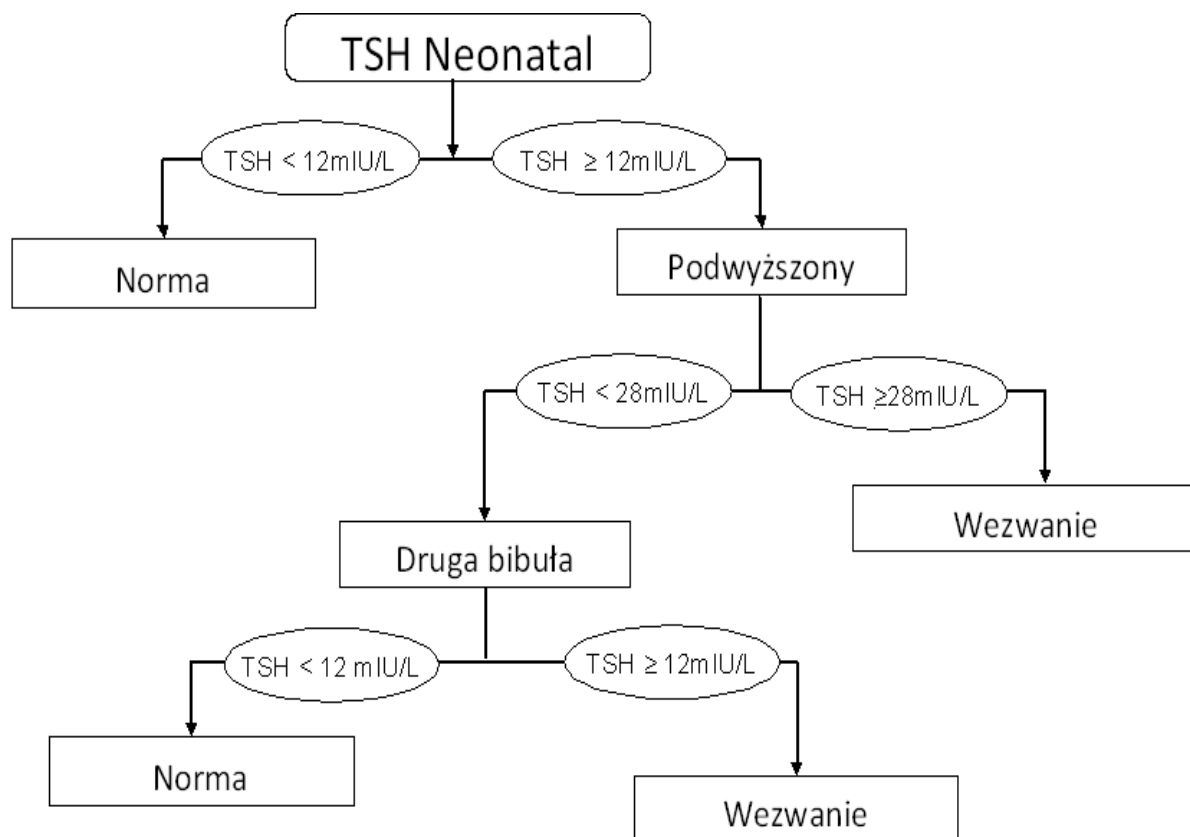 TSH Neonatal
TSH < 12mIU/L
TSH ≥ 12mIU/L
Norma
Podwyższony
TSH < 28mIU/L
TSH ≥28mIU/L
Wezwanie
Druga bibuła
TSH < 12 mIU/L
TSH ≥ 12mIU/L
Norma
Wezwanie